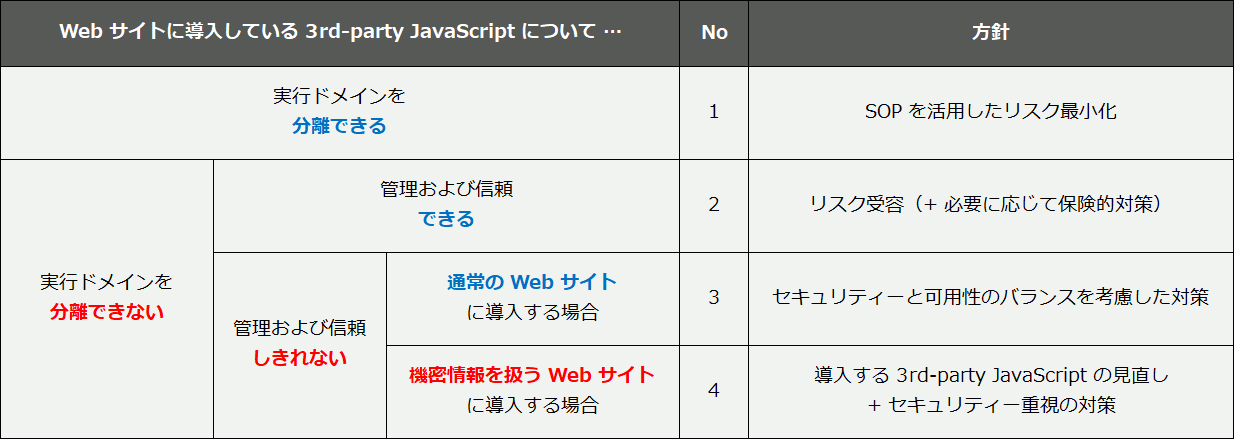 Web サイトに導入している 3rd-party JavaScript について …
No
方針
実行ドメインを
分離できる
1
SOP を活用したリスク最小化
実行ドメインを
分離できない
管理および信頼
できる
2
リスク受容（+ 必要に応じて保険的対策）
管理および信頼
しきれない
通常の Web サイト
に導入する場合
3
セキュリティーと可用性のバランスを考慮した対策
機密情報を扱う Web サイト
に導入する場合
4
導入する 3rd-party JavaScript の見直し
+ セキュリティー重視の対策